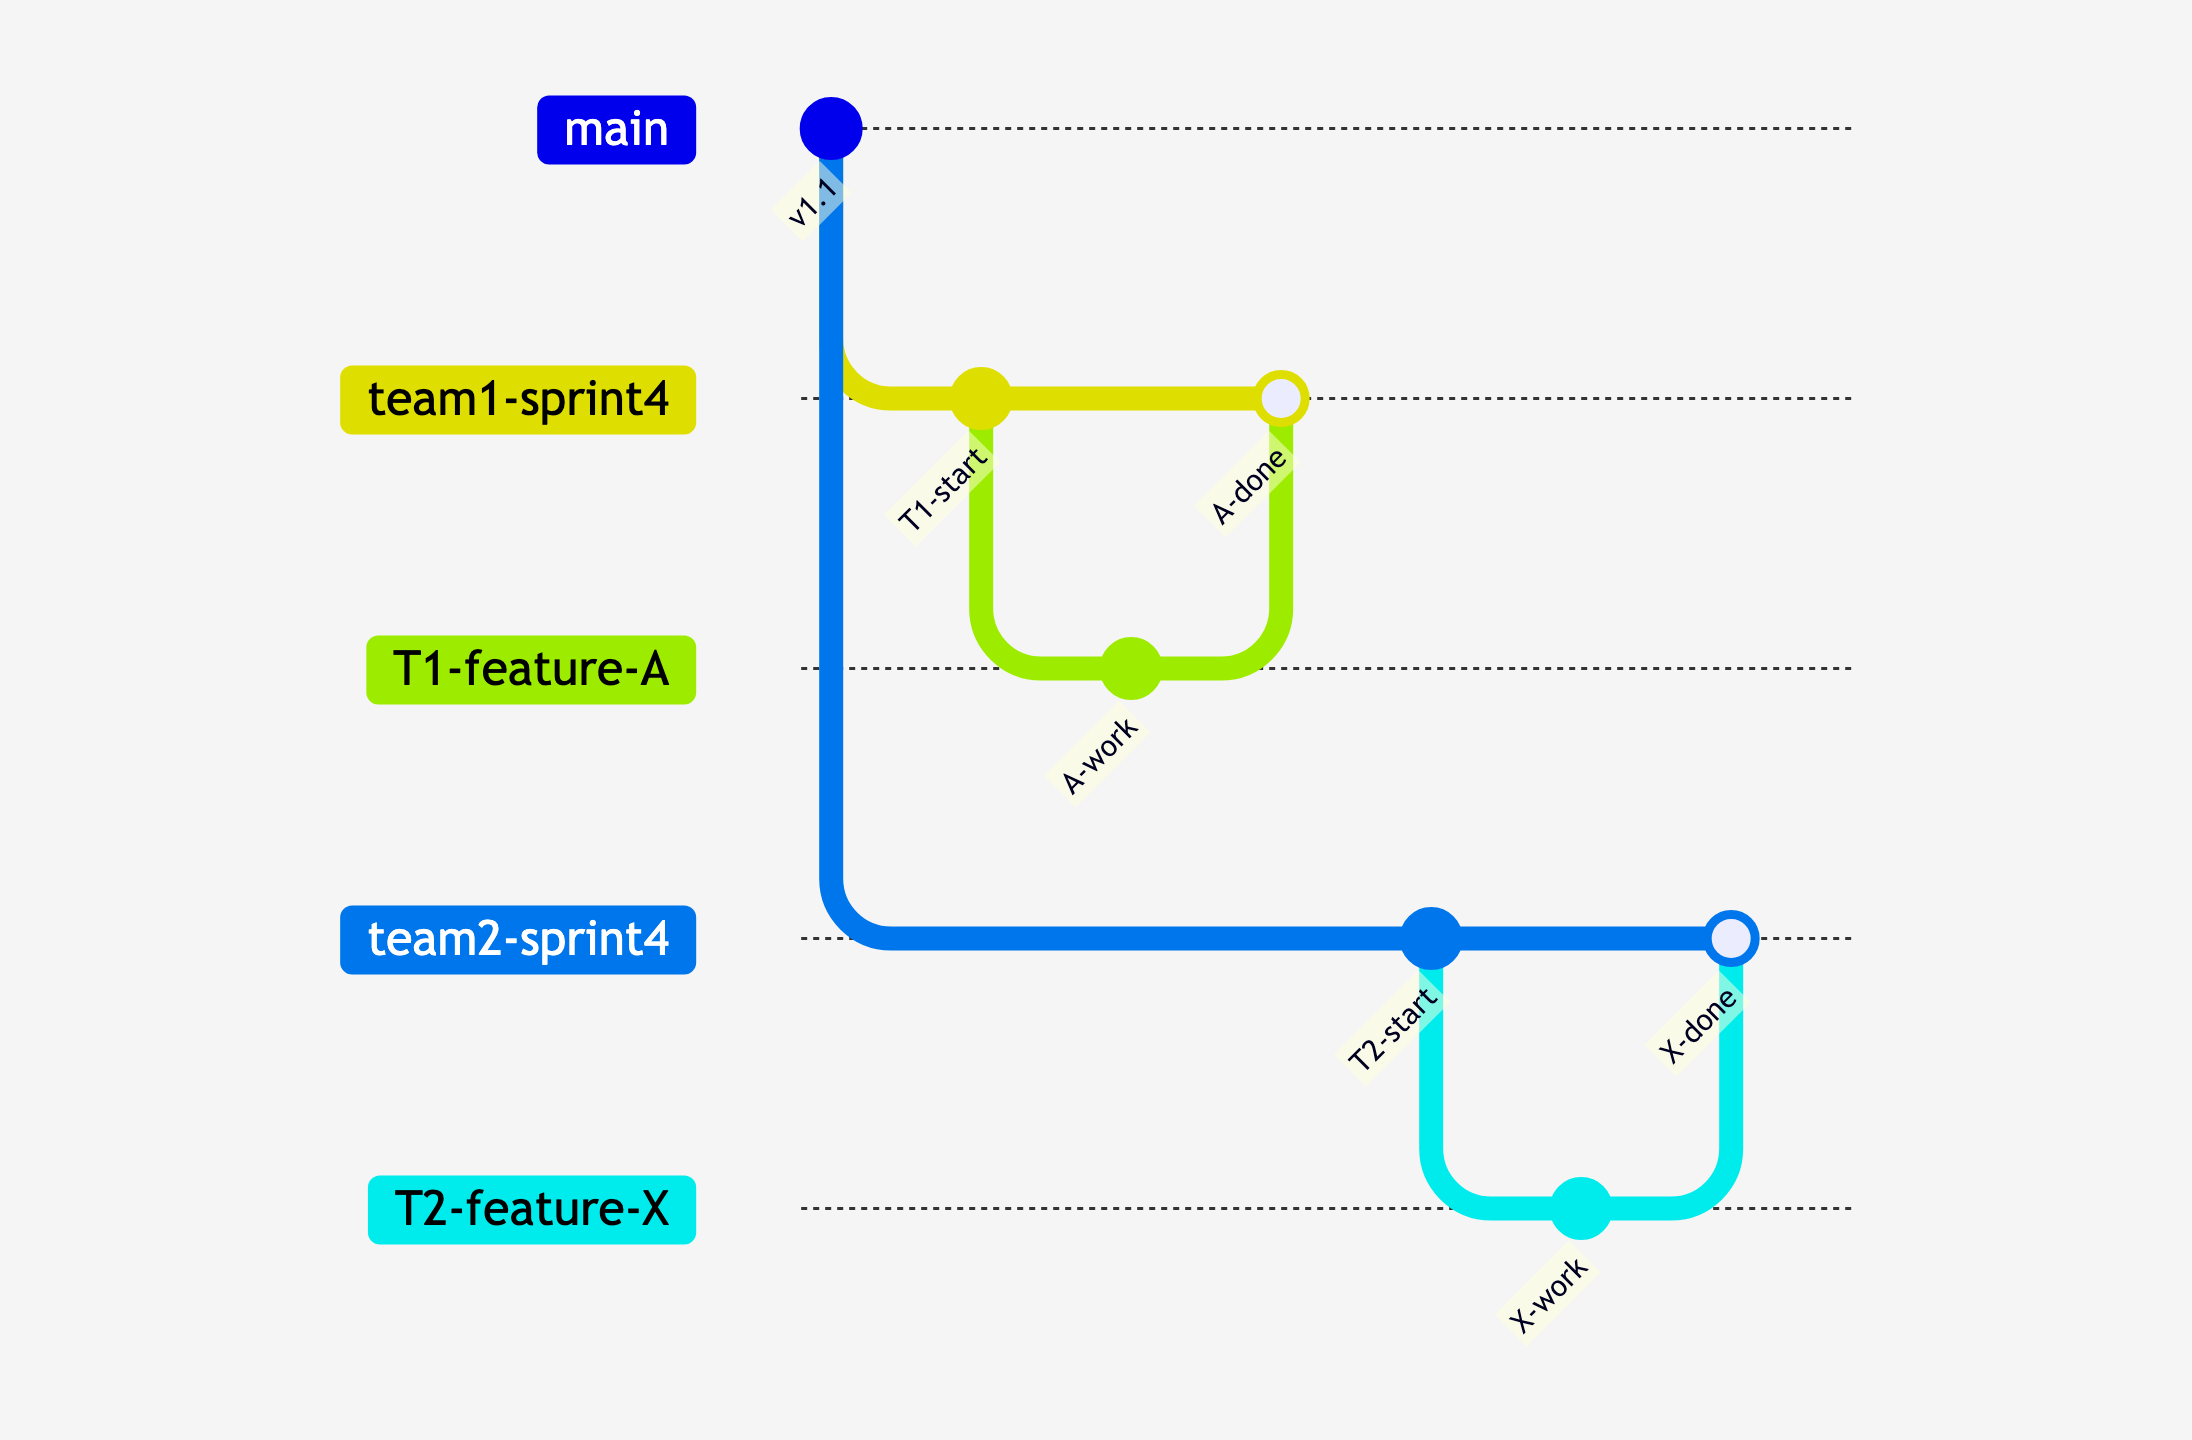 main
v1.1
team1-sprint4
T1-start
A-done
T1-feature-A
A-work
team2-sprint4
T2-start
X-done
T2-feature-X
X-work